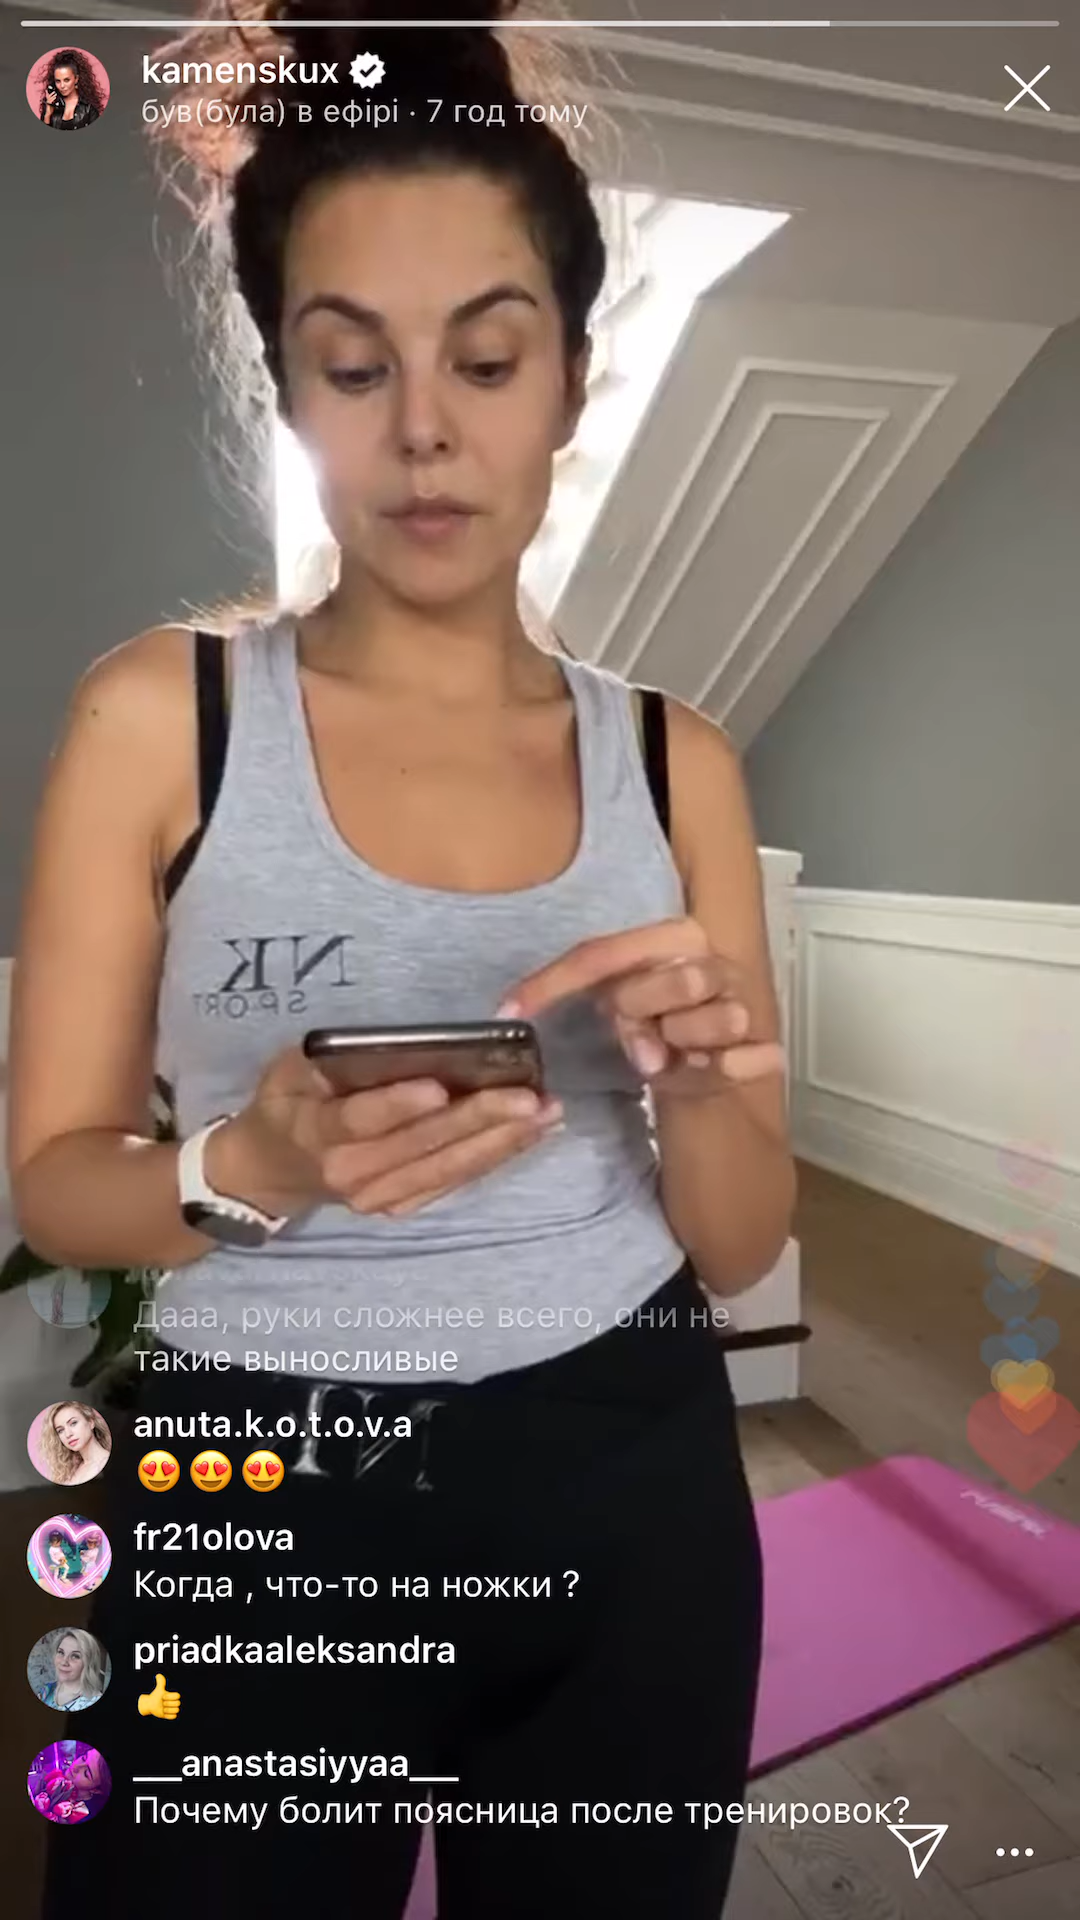 kamenskux
був(була) в ефірі · 7 год тому
NK
SPORT
Дааа, руки сложнее всего, они не
такие выносливые
anuta.k.o.t.o.v.a
😍😍😍
fr21olova
Когда , что-то на ножки ?
priadkaaleksandra
👍
___anastasiyyaa___
Почему болит поясница после тренировок?